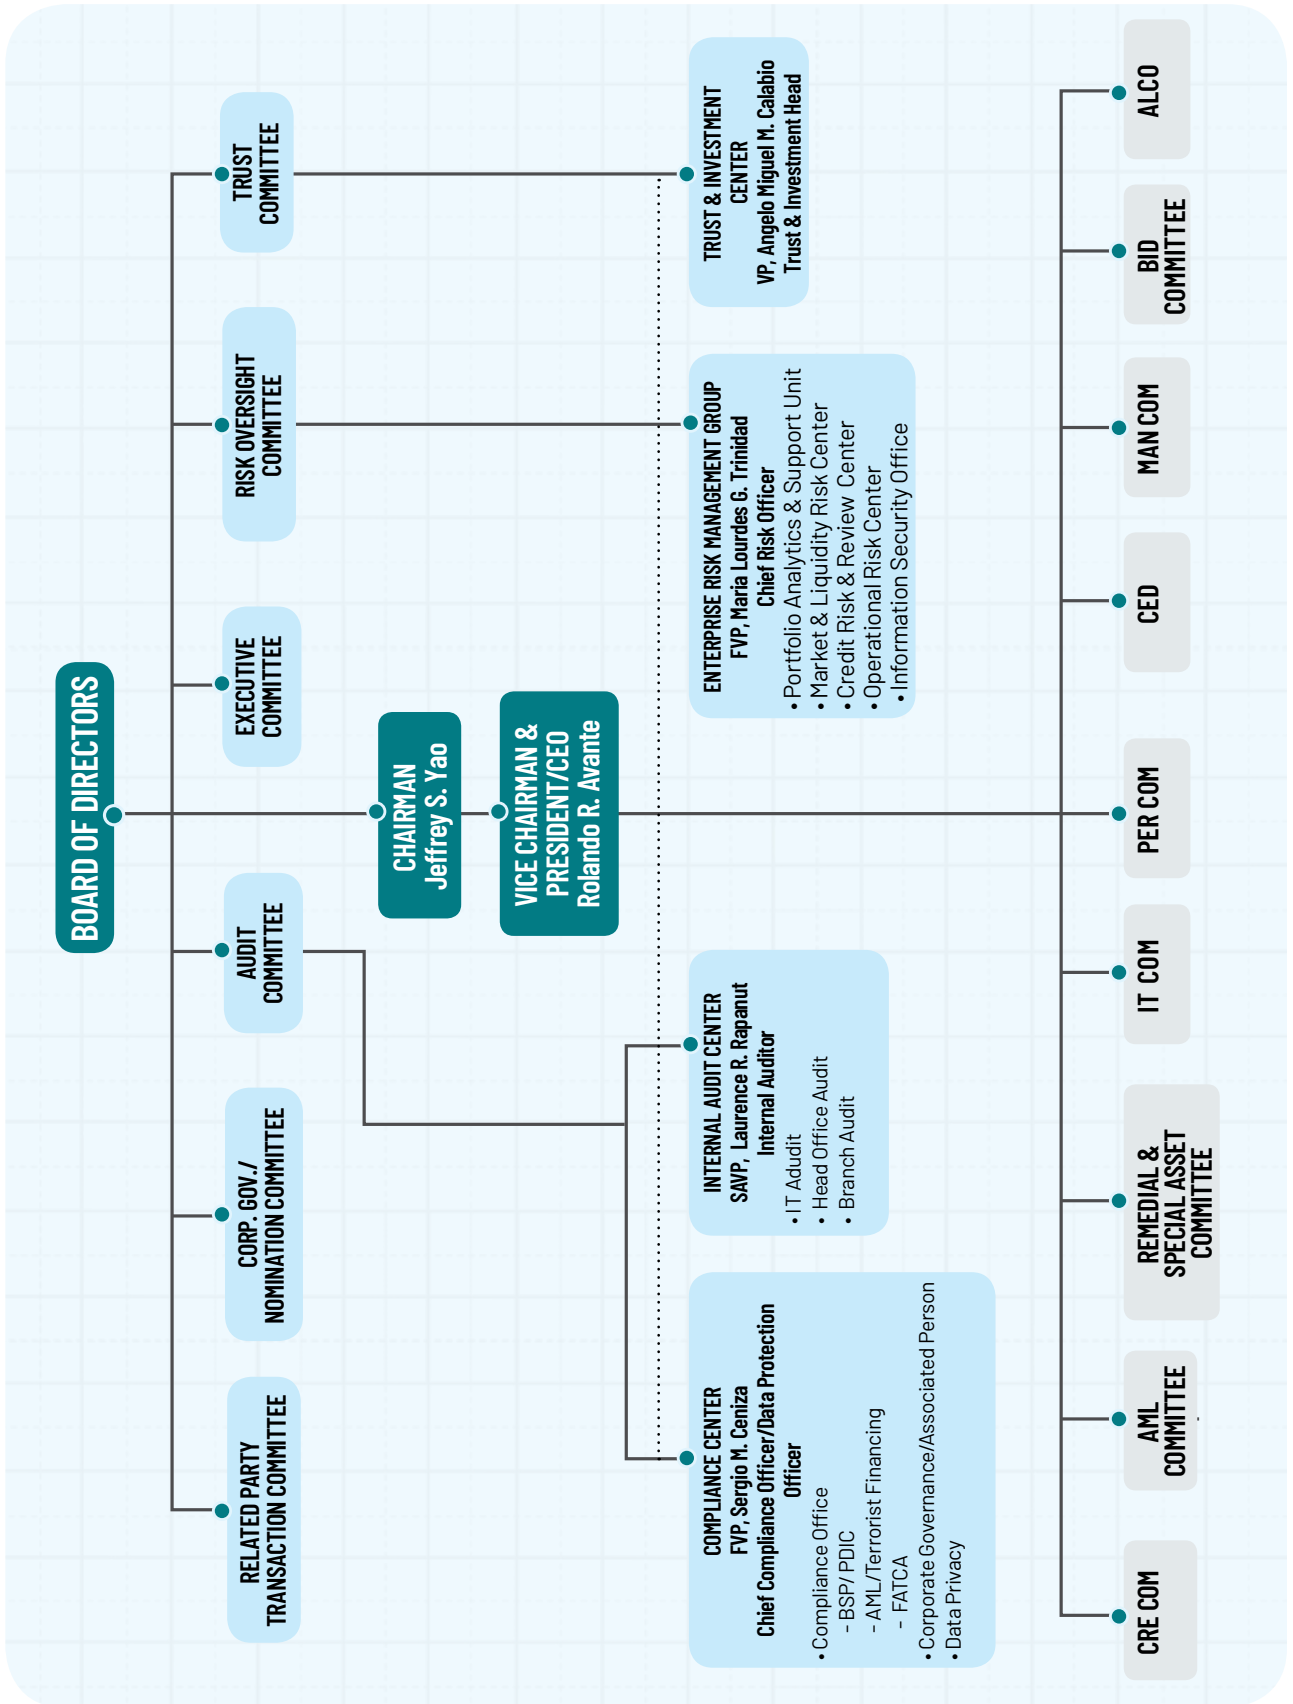 BOARD OF DIRECTORS
RELATED PARTY
TRANSACTION COMMITTEE
CORP. GOV./
NOMINATION COMMITTEE
AUDIT
COMMITTEE
EXECUTIVE
COMMITTEE
RISK OVERSIGHT
COMMITTEE
TRUST
COMMITTEE
CHAIRMAN
Jeffrey S. Yao
VICE CHAIRMAN &
PRESIDENT/CEO
Rolando R. Avante
COMPLIANCE CENTER
FVP, Sergio M. Ceniza
Chief Compliance Officer/Data Protection
Officer
• Compliance Office
- BSP/ PDIC
- AML/Terrorist Financing
- FATCA
• Corporate Governance/Associated Person
• Data Privacy
INTERNAL AUDIT CENTER
SAVP, Laurence R. Rapanut
Internal Auditor
• IT Adudit
• Head Office Audit
• Branch Audit
ENTERPRISE RISK MANAGEMENT GROUP
FVP, Maria Lourdes G. Trinidad
Chief Risk Officer
• Portfolio Analytics & Support Unit
• Market & Liquidity Risk Center
• Credit Risk & Review Center
• Operational Risk Center
• Information Security Office
TRUST & INVESTMENT
CENTER
VP, Angelo Miguel M. Calabio
Trust & Investment Head
CRE COM
AML
COMMITTEE
REMEDIAL &
SPECIAL ASSET
COMMITTEE
IT COM
PER COM
CED
MAN COM
BID
COMMITTEE
ALCO